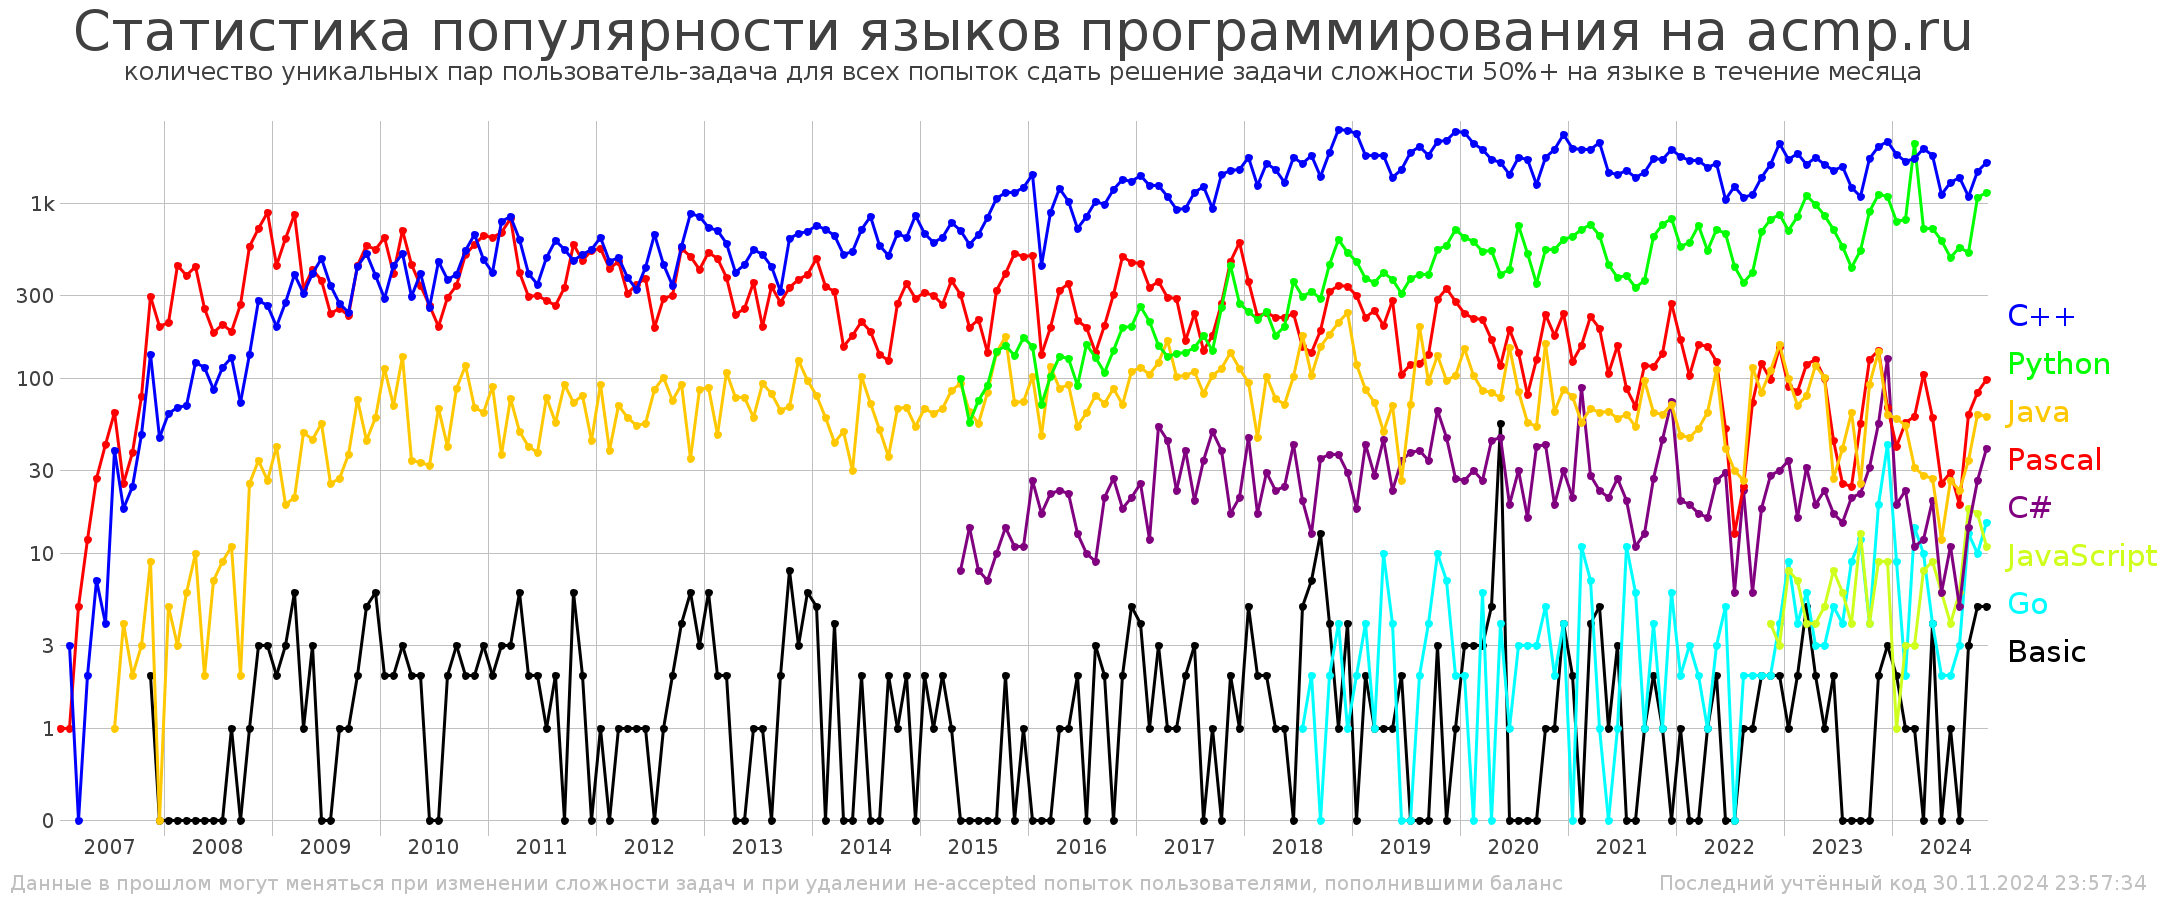 Статистика популярности языков программирования на acmp.ru
количество уникальных пар пользователь-задача для всех попыток сдать решение задачи сложности 50%+ на языке в течение месяца
1k
300
100
30
10
3
1
0
C++
Python
Java
Pascal
C#
JavaScript
Go
Basic
2007 2008 2009 2010 2011 2012 2013 2014 2015 2016 2017 2018 2019 2020 2021 2022 2023 2024
Данные в прошлом могут меняться при изменении сложности задач и при удалении не-accepted попыток пользователями, пополнившими баланс
Последний учтённый код 30.11.2024 23:57:34